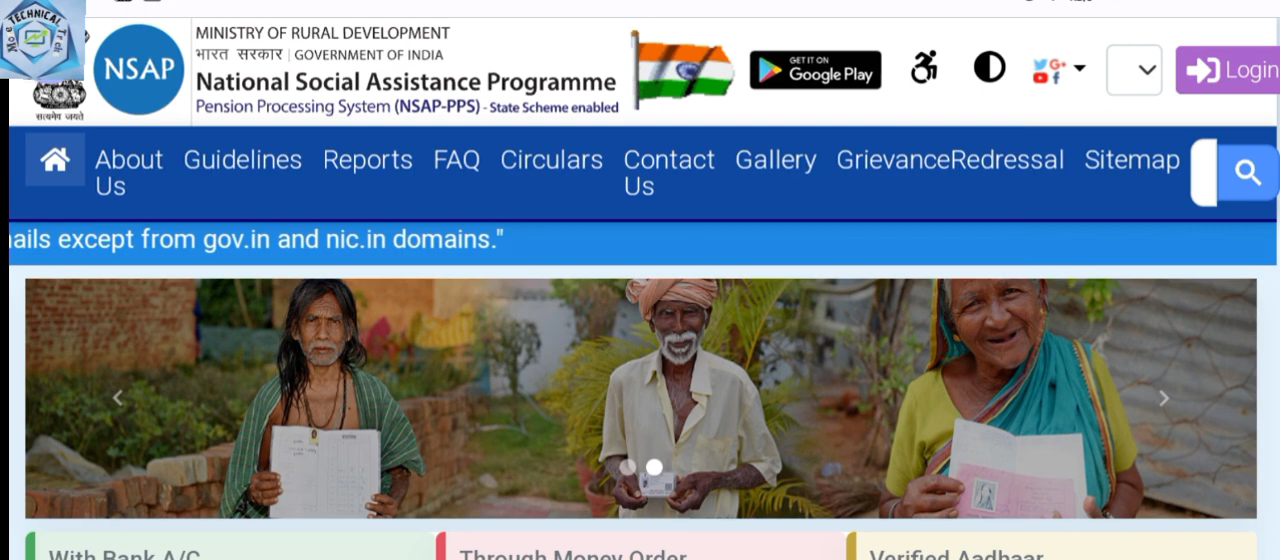 MoE TECHNICAL Tech
NSAP
MINISTRY OF RURAL DEVELOPMENT
भारत सरकार | GOVERNMENT OF INDIA
National Social Assistance Programme
Pension Processing System (NSAP-PPS) - State Scheme enabled
सत्यमेव जयते
GET IT ON
Google Play
Login
About Us
Guidelines
Reports
FAQ
Circulars
Contact Us
Gallery
GrievanceRedressal
Sitemap
ails except from gov.in and nic.in domains."
With Bank A/C
Through Money Order
Verified Aadhaar